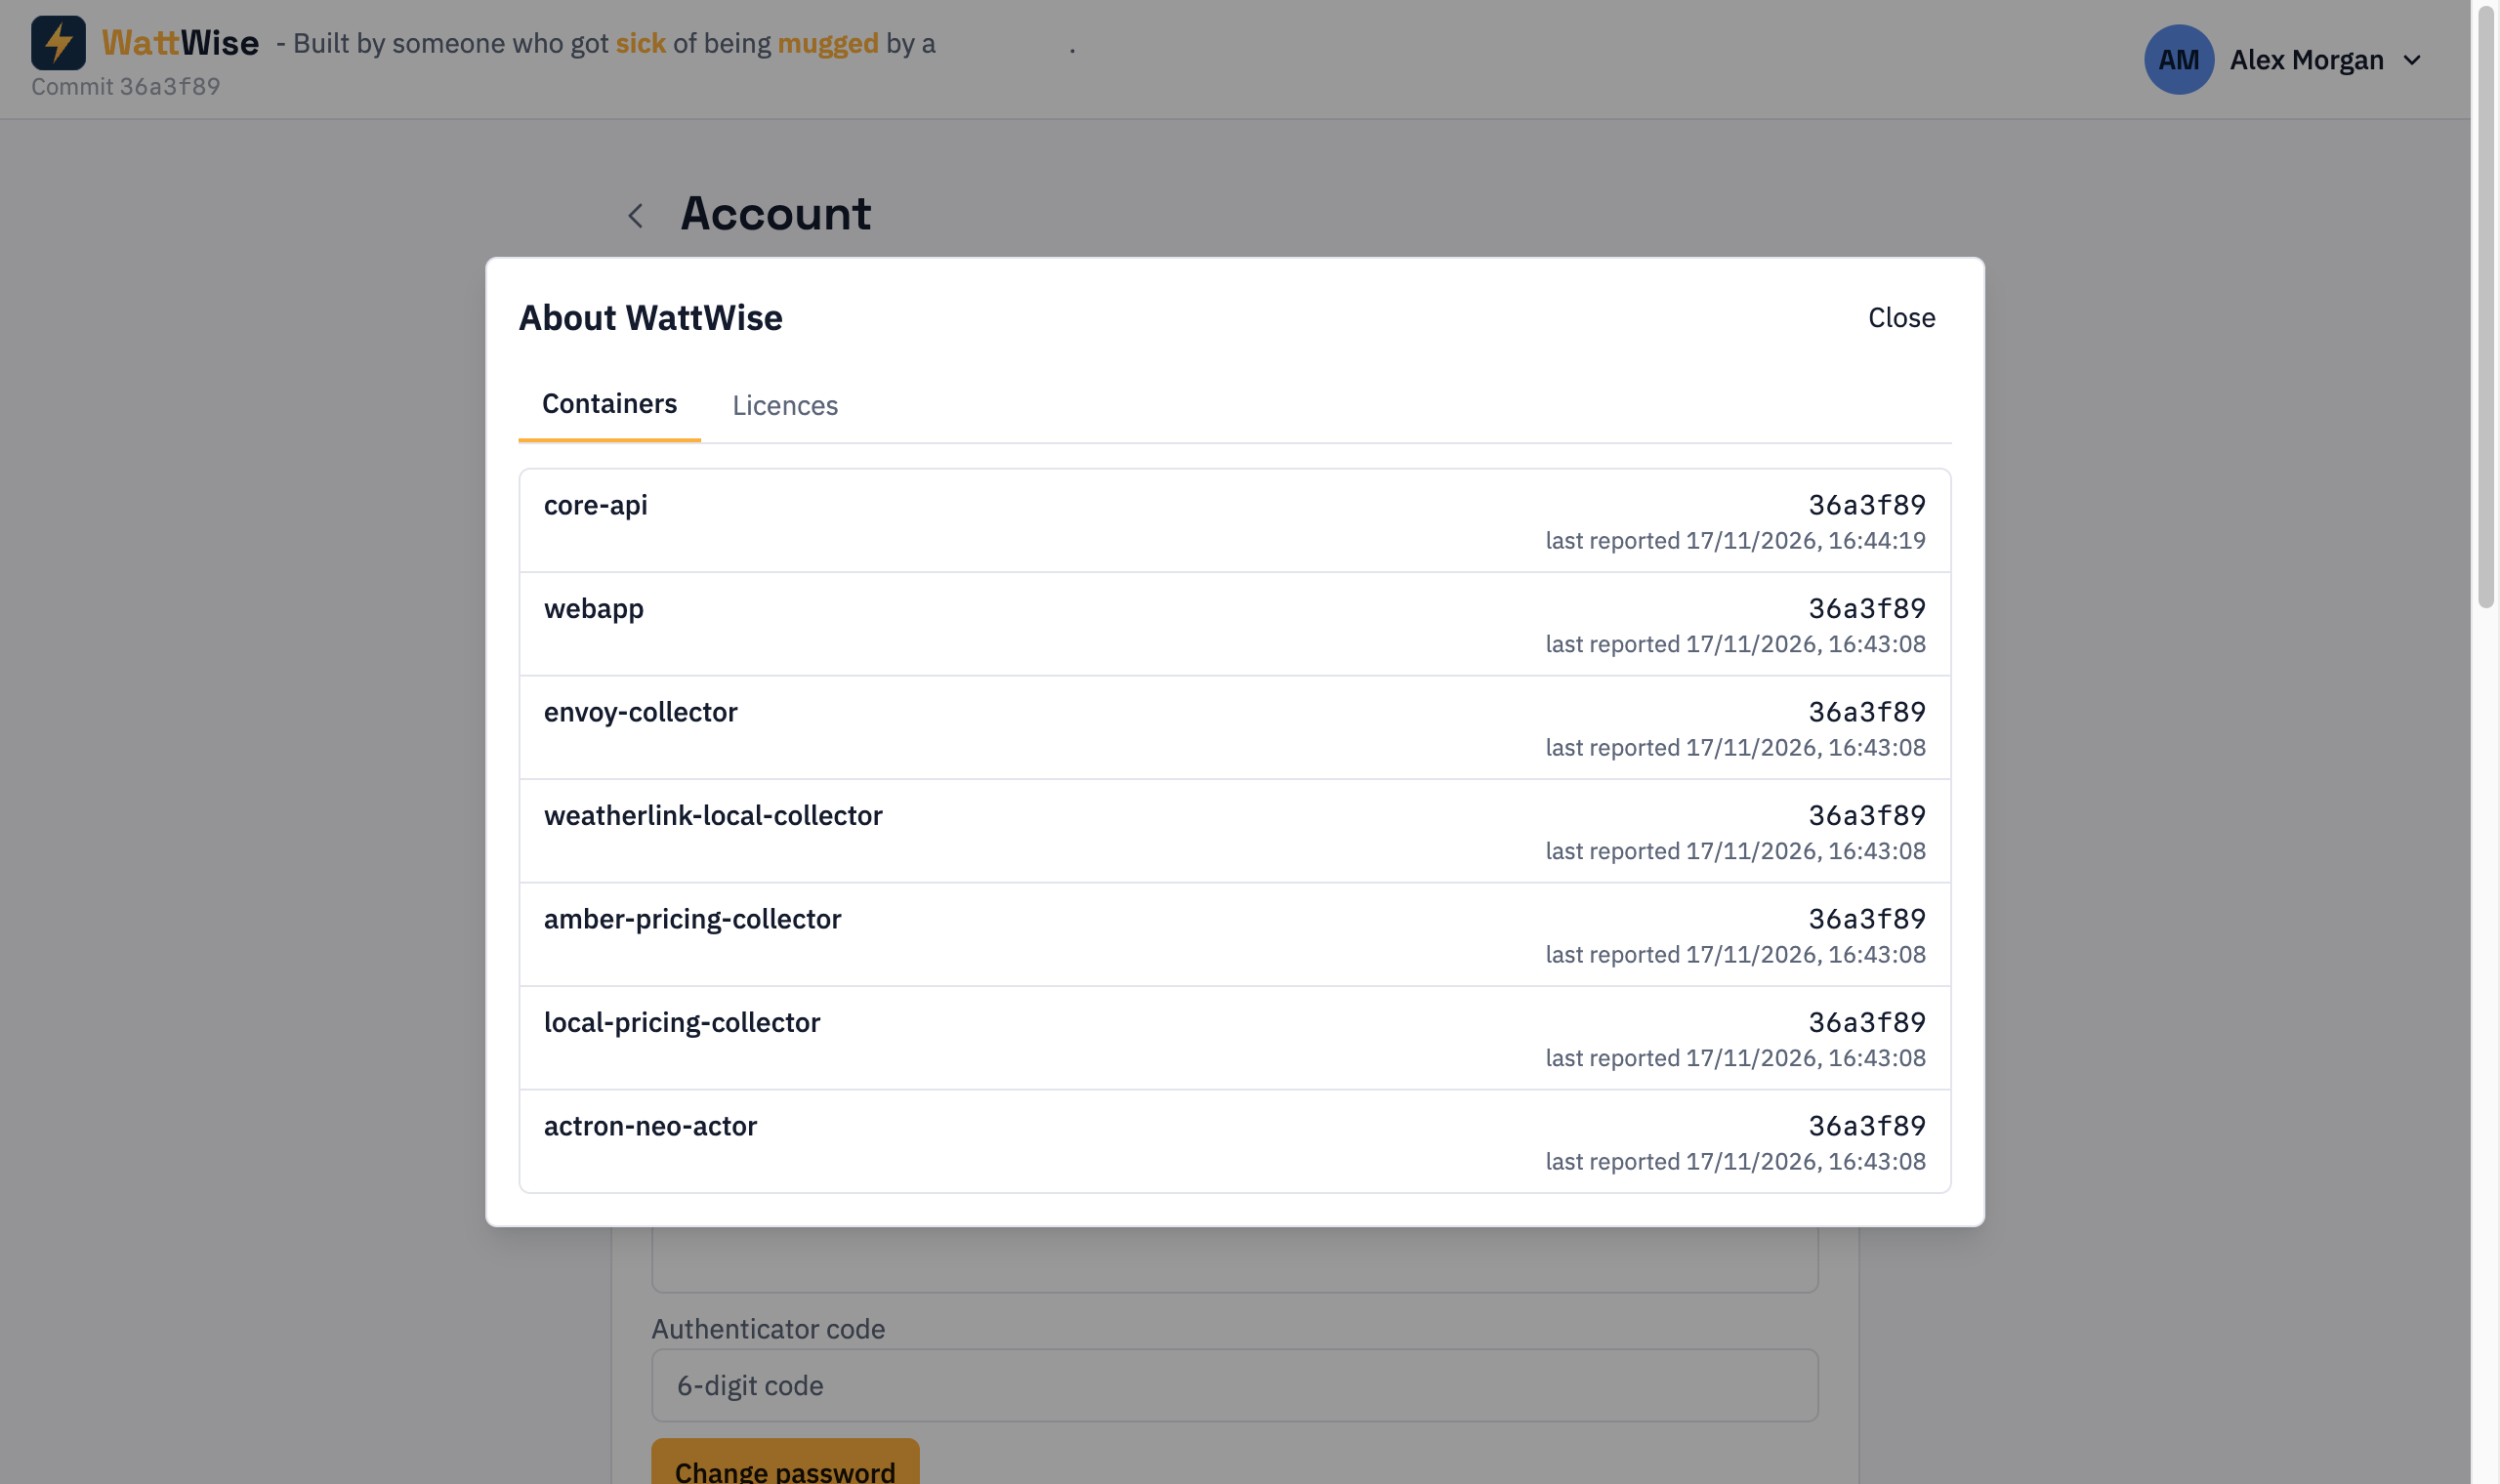 WattWise - Built by someone who got sick of being mugged by a .
Commit 36a3f89
AM Alex Morgan
Account
About WattWise
Close
Containers Licences
core-api 36a3f89
last reported 17/11/2026, 16:44:19
webapp 36a3f89
last reported 17/11/2026, 16:43:08
envoy-collector 36a3f89
last reported 17/11/2026, 16:43:08
weatherlink-local-collector 36a3f89
last reported 17/11/2026, 16:43:08
amber-pricing-collector 36a3f89
last reported 17/11/2026, 16:43:08
local-pricing-collector 36a3f89
last reported 17/11/2026, 16:43:08
actron-neo-actor 36a3f89
last reported 17/11/2026, 16:43:08
Authenticator code
6-digit code
Change password